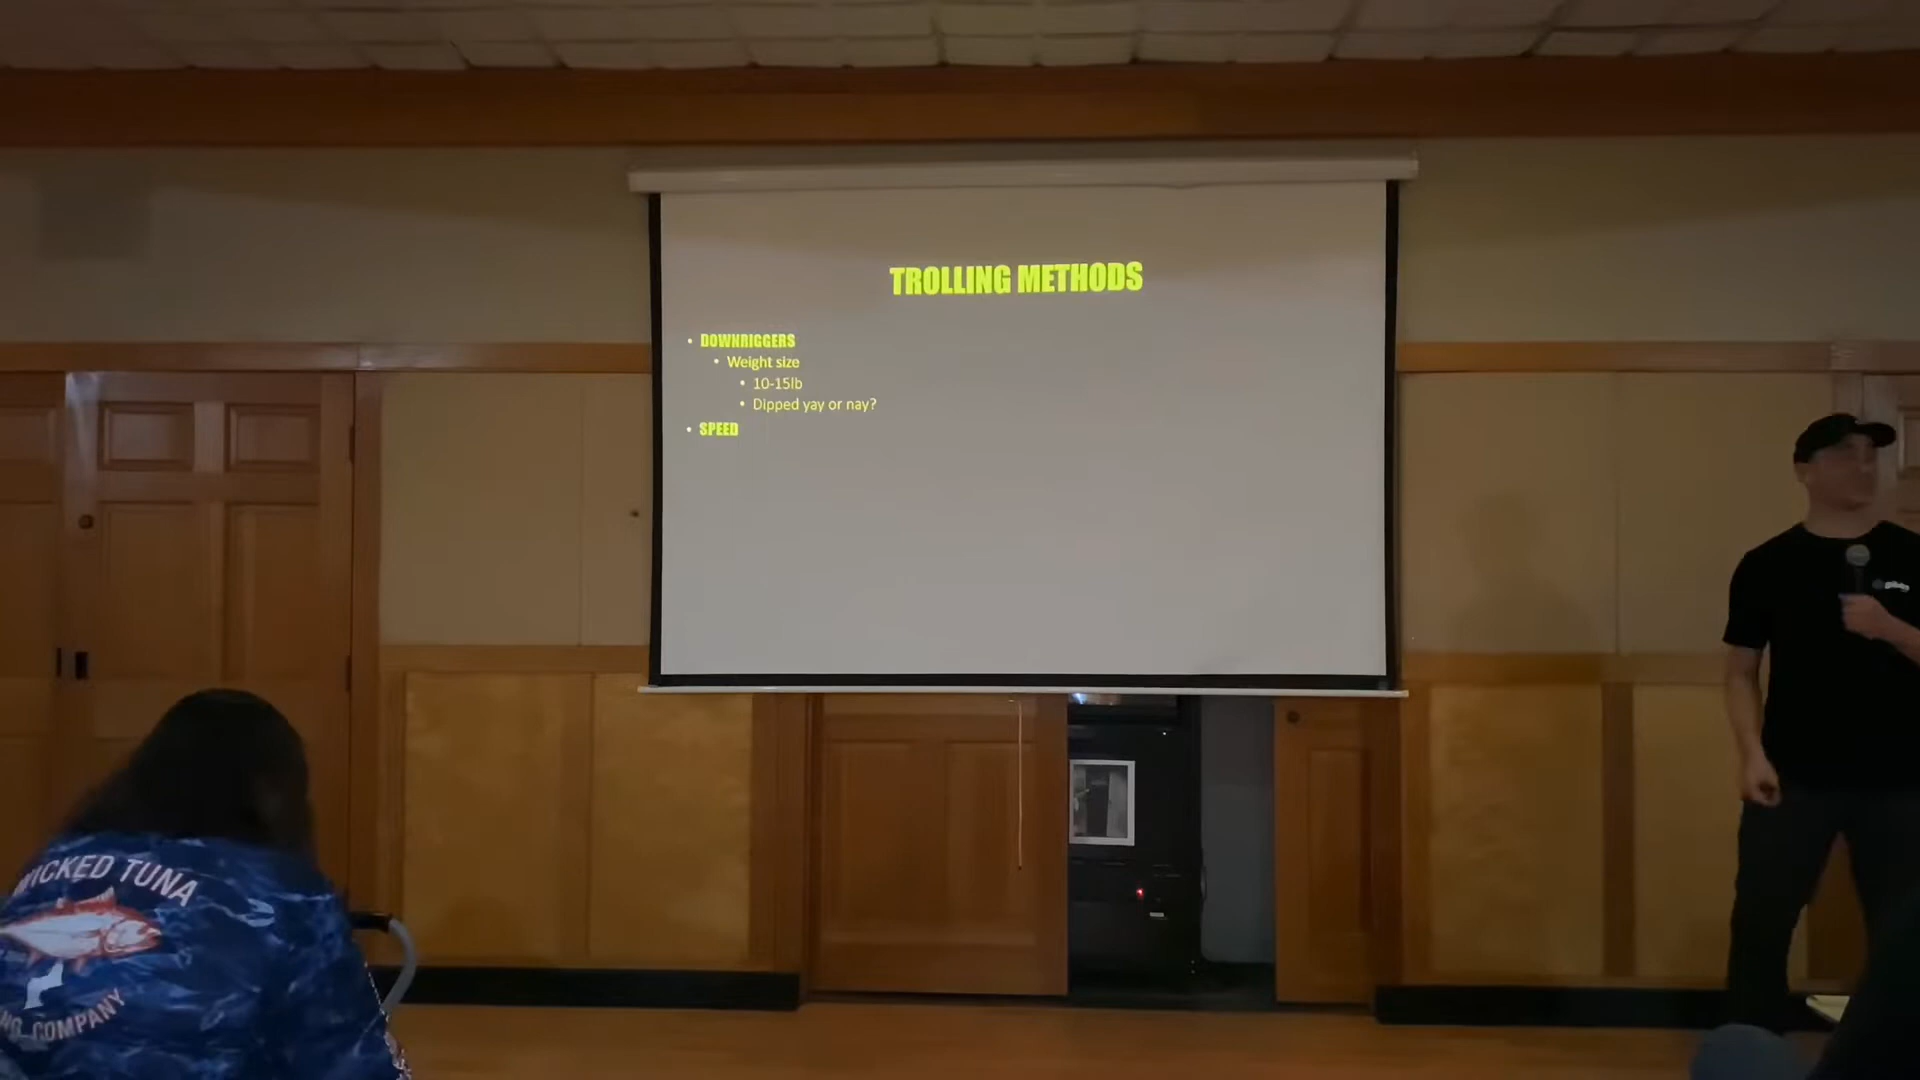 TROLLING METHODS
• DOWNRIGGERS
• Weight size
• 10-15lb
• Dipped yay or nay?
• SPEED
WICKED TUNA
COMPANY